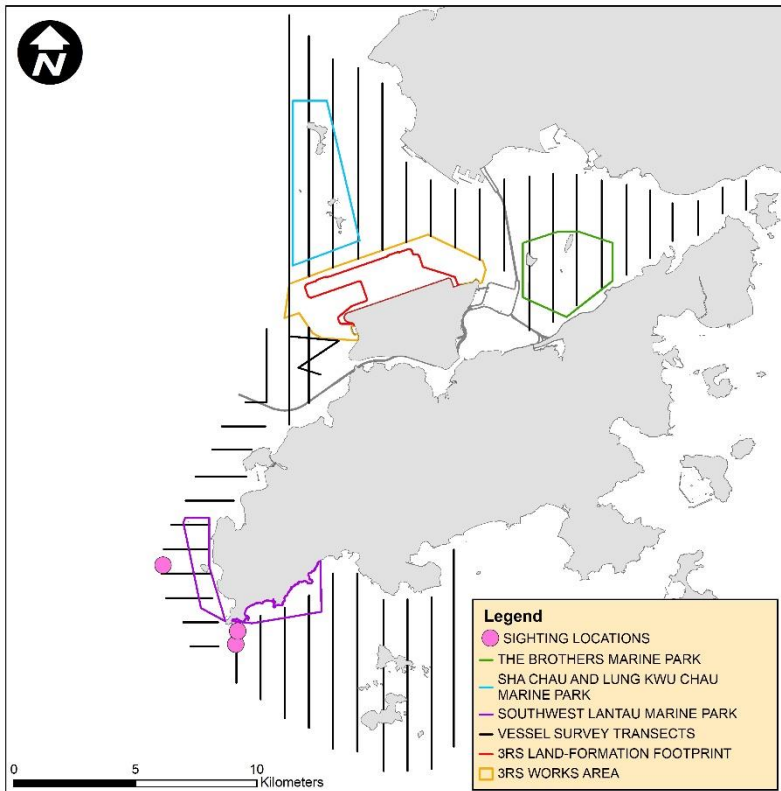 N
Legend
SIGHTING LOCATIONS
THE BROTHERS MARINE PARK
SHA CHAU AND LUNG KWU CHAU
MARINE PARK
SOUTHWEST LANTAU MARINE PARK
VESSEL SURVEY TRANSECTS
3RS LAND-FORMATION FOOTPRINT
3RS WORKS AREA
0 5 10
Kilometers